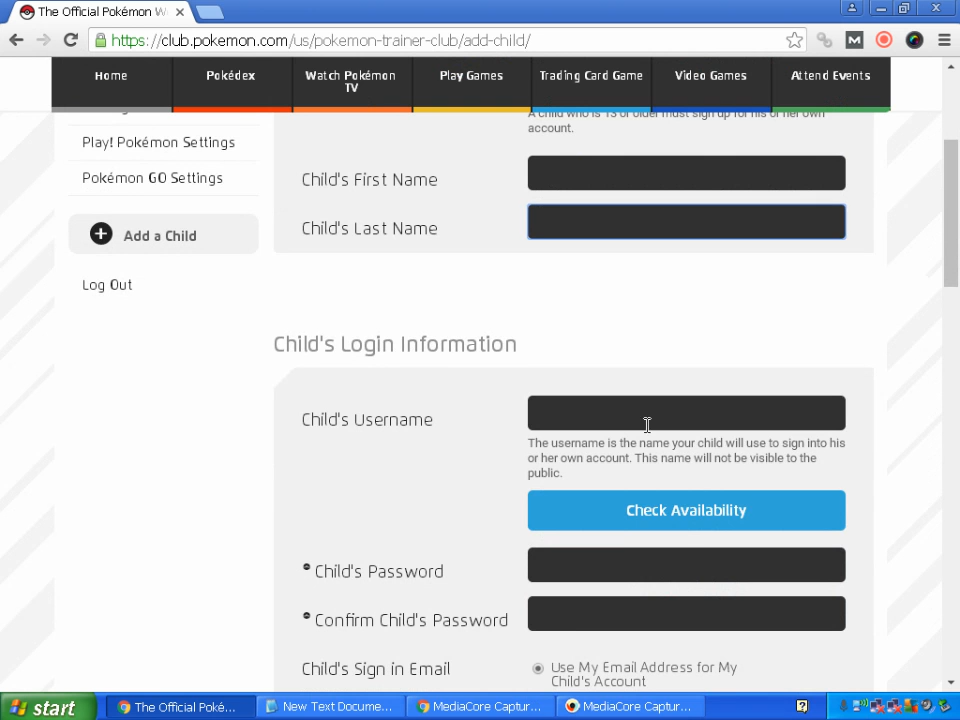 The Official Pokémon W
https://club.pokemon.com/us/pokemon-trainer-club/add-child/
Home
Pokédex
Watch Pokémon TV
Play Games
Trading Card Game
Video Games
Attend Events
A child who is 13 or older must sign up for his or her own
account.
Play! Pokémon Settings
Pokémon GO Settings
Add a Child
Log Out
Child's First Name
Child's Last Name
Child's Login Information
Child's Username
The username is the name your child will use to sign into his
or her own account. This name will not be visible to the
public.
Check Availability
Child's Password
Confirm Child's Password
Child's Sign in Email
Use My Email Address for My
Child's Account
start
The Official Poké...
New Text Docume...
MediaCore Captur...
MediaCore Captur...